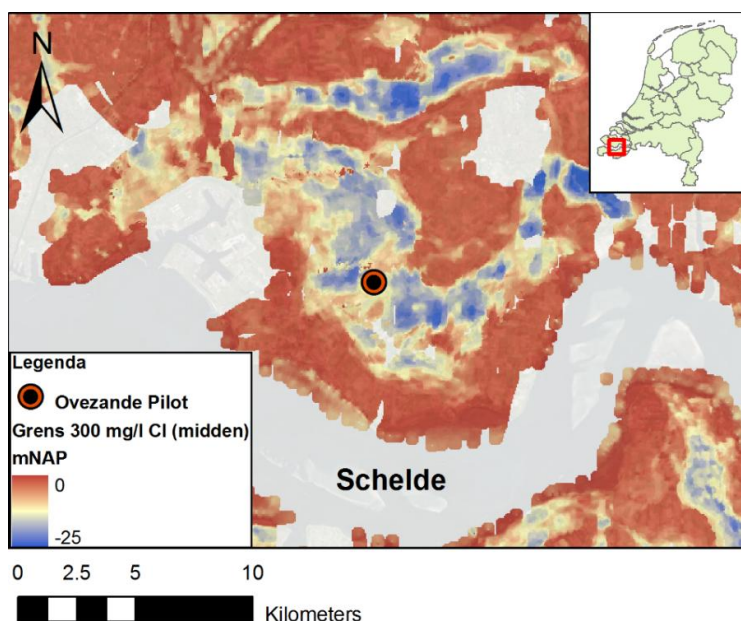 N
Legenda
Ovezande Pilot
Grens 300 mg/l Cl (midden)
mNAP
0
-25
Schelde
0 2.5 5 10
Kilometers